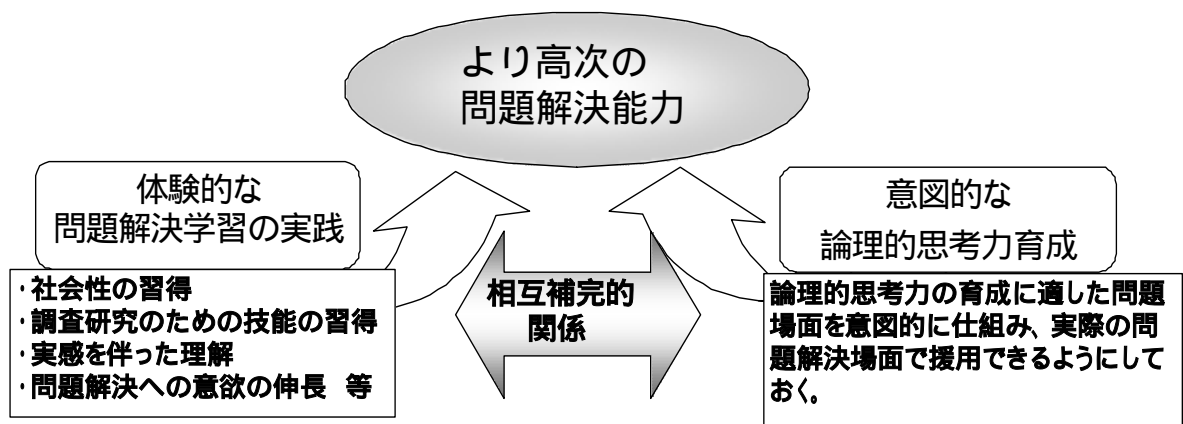 より高次の
問題解決能力
体験的な
問題解決学習の実践
・社会性の習得
・調査研究のための技能の習得
・実感を伴った理解
・問題解決への意欲の伸長 等
相互補完的
関係
意図的な
論理的思考力育成
論理的思考力の育成に適した問題
場面を意図的に仕組み、実際の問
題解決場面で援用できるようにして
おく。